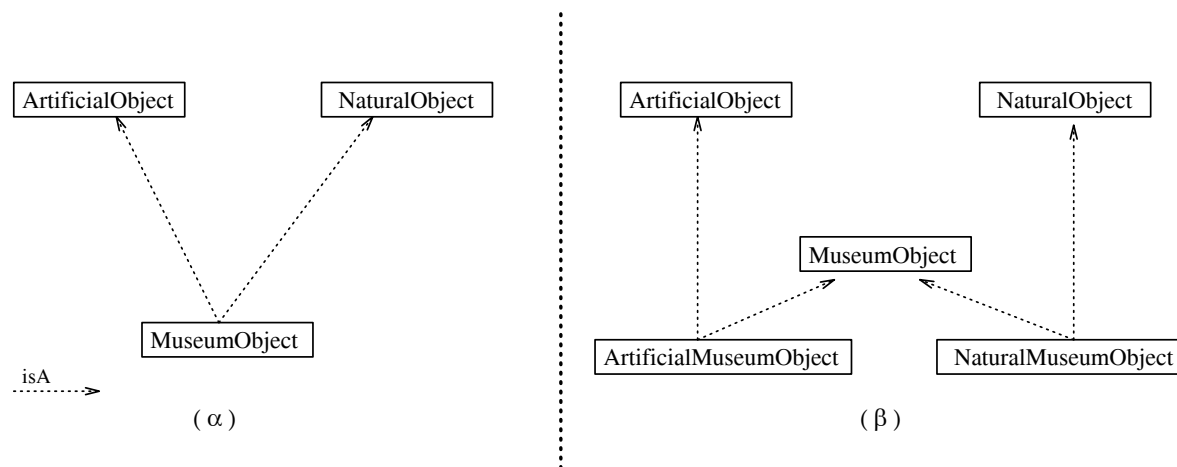 ArtificialObject
NaturalObject
MuseumObject
isA
( α )
ArtificialObject
NaturalObject
MuseumObject
ArtificialMuseumObject
NaturalMuseumObject
( β )